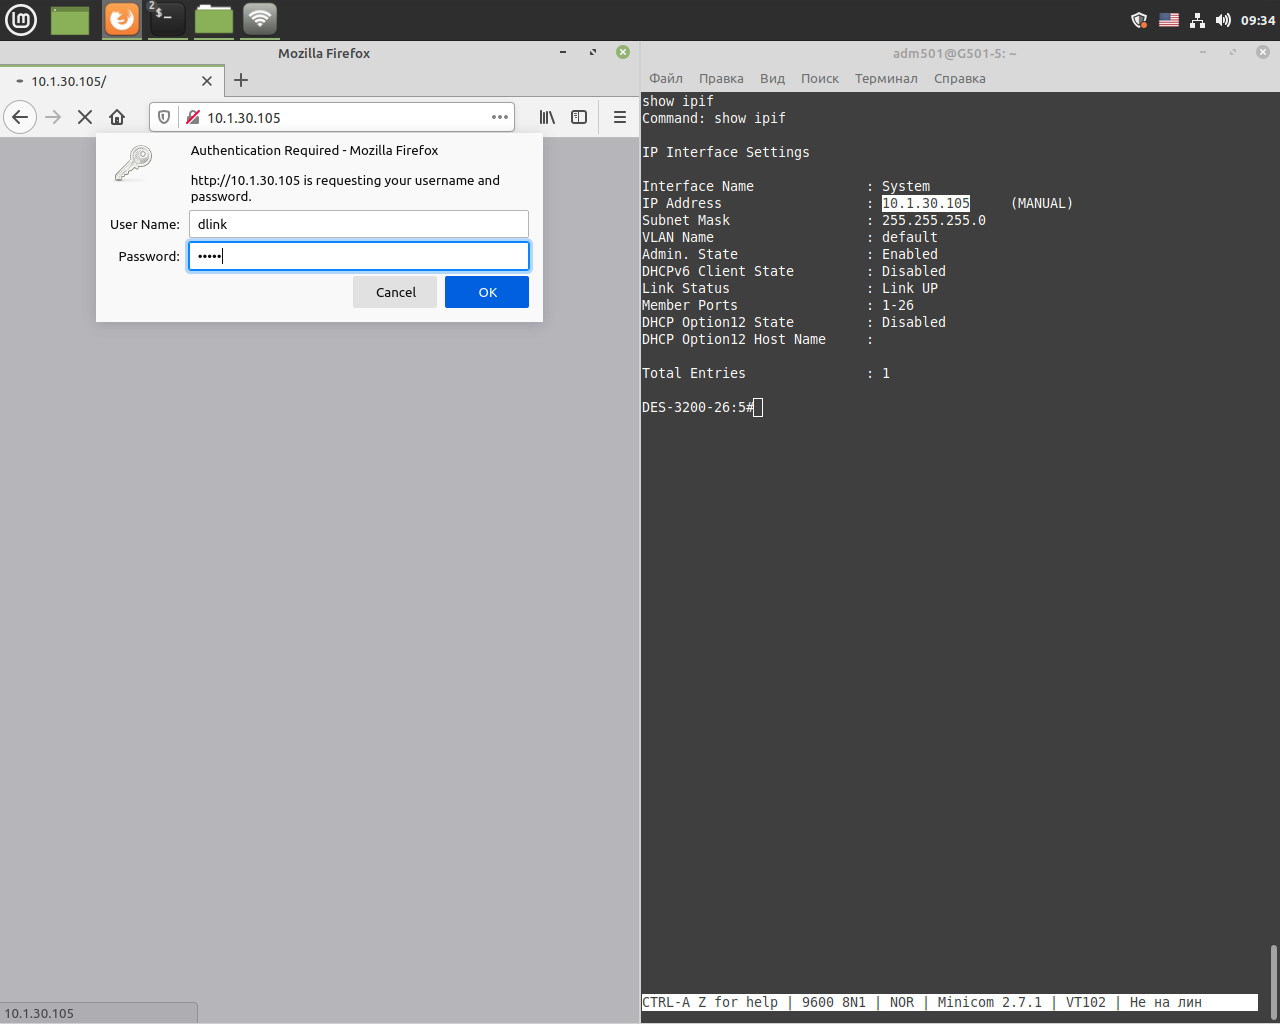 2
$_
09:34
Mozilla Firefox
10.1.30.105/
10.1.30.105
Authentication Required - Mozilla Firefox
http://10.1.30.105 is requesting your username and
password.
User Name: dlink
Password: •••••
Cancel OK
10.1.30.105
adm501@G501-5: ~
Файл Правка Вид Поиск Терминал Справка
show ipif
Command: show ipif
IP Interface Settings
Interface Name : System
IP Address : 10.1.30.105 (MANUAL)
Subnet Mask : 255.255.255.0
VLAN Name : default
Admin. State : Enabled
DHCPv6 Client State : Disabled
Link Status : Link UP
Member Ports : 1-26
DHCP Option12 State : Disabled
DHCP Option12 Host Name :
Total Entries : 1
DES-3200-26:5#
CTRL-A Z for help | 9600 8N1 | NOR | Minicom 2.7.1 | VT102 | Не на лин